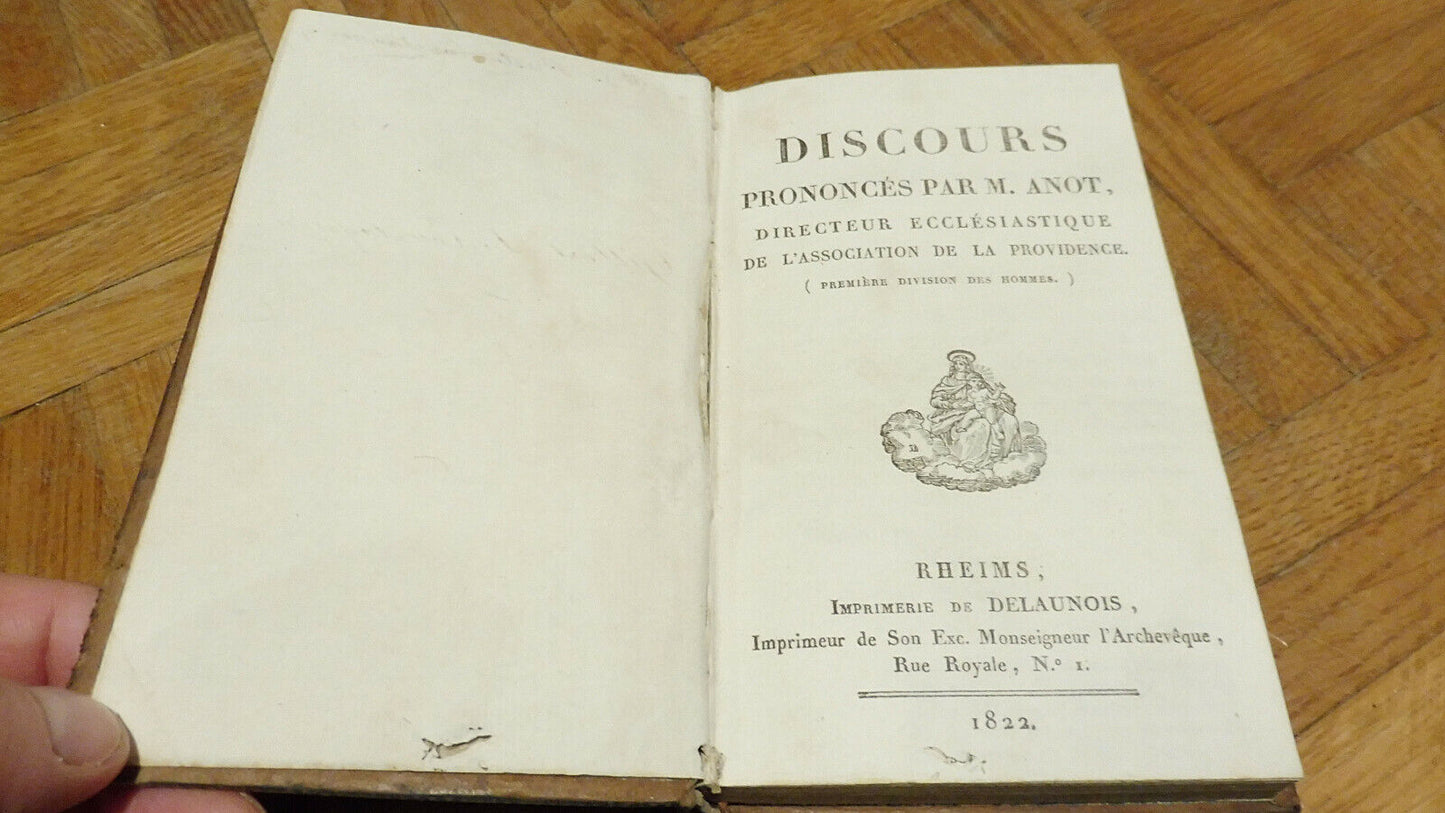 DISCOURS
PRONONCÉS PAR M. ANOT,
DIRECTEUR ECCLÉSIASTIQUE
DE L'ASSOCIATION DE LA PROVIDENCE.
( PREMIÈRE DIVISION DES HOMMES. )
RHEIMS,
IMPRIMERIE DE DELAUNOIS,
Imprimeur de Son Exc. Monseigneur l'Archevêque,
Rue Royale, N.º 1.
1822.